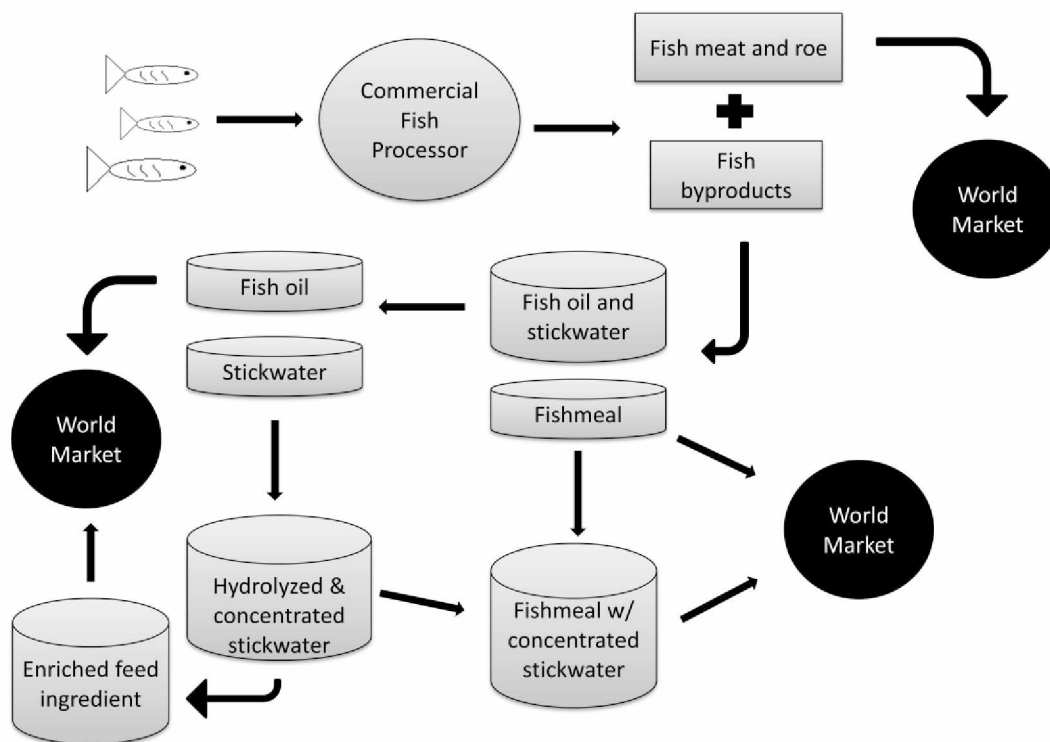 Commercial
Fish
Processor
Fish meat and roe
Fish
byproducts
World
Market
Fish oil
Stickwater
Fish oil and
stickwater
Fishmeal
World
Market
World
Market
Hydrolyzed &
concentrated
stickwater
Fishmeal w/
concentrated
stickwater
Enriched feed
ingredient